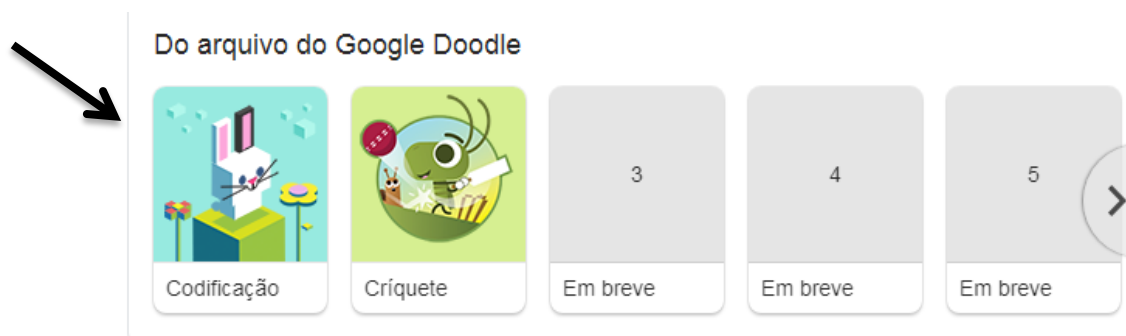 Do arquivo do Google Doodle
3
4
5
Codificação
Críquete
Em breve
Em breve
Em breve